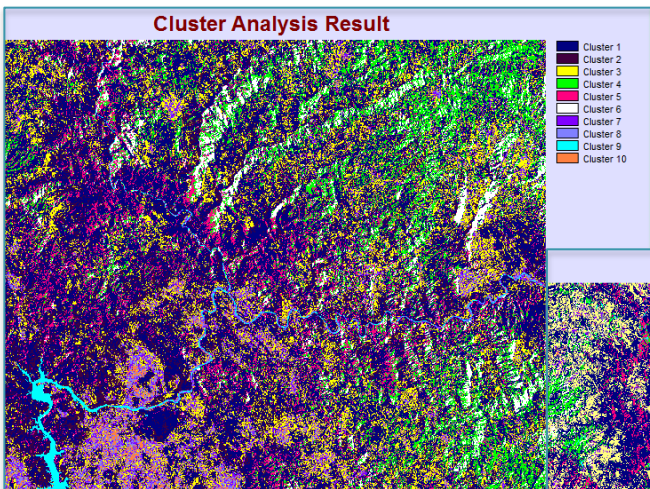 Cluster Analysis Result
Cluster 1
Cluster 2
Cluster 3
Cluster 4
Cluster 5
Cluster 6
Cluster 7
Cluster 8
Cluster 9
Cluster 10